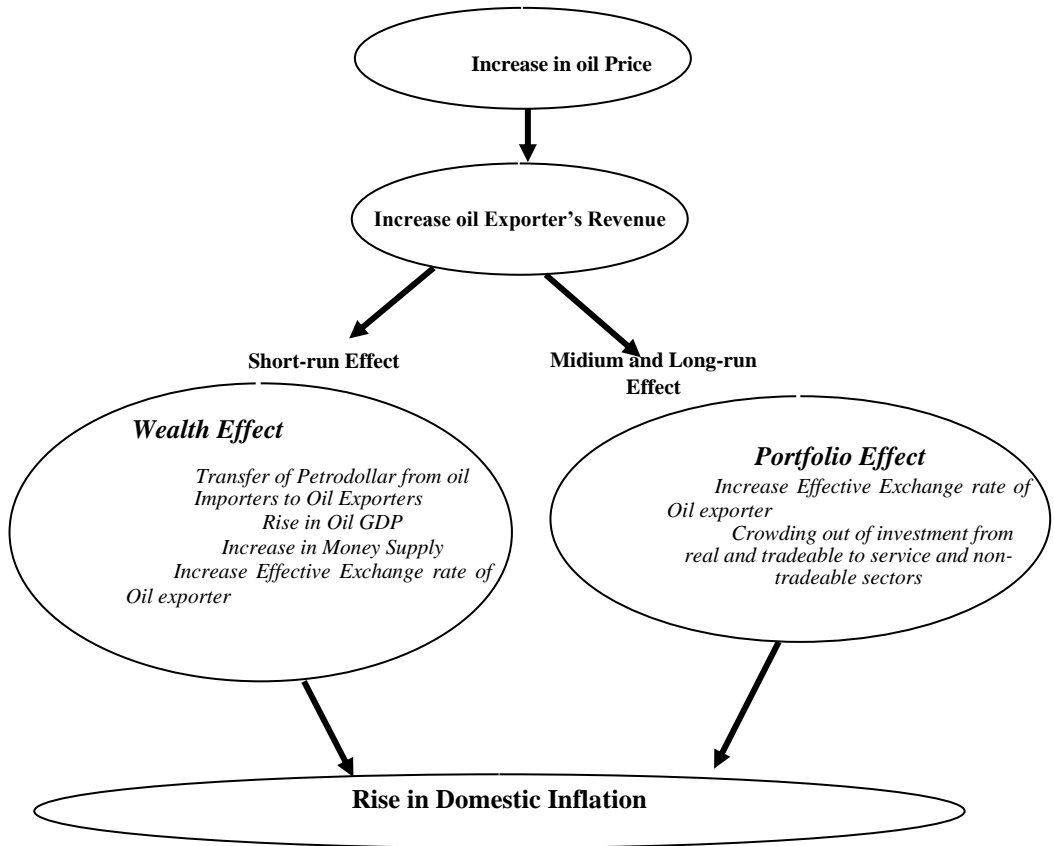 Increase in oil Price
Increase oil Exporter's Revenue
Short-run Effect
Midium and Long-run
Effect
Wealth Effect
Transfer of Petrodollar from oil
Importers to Oil Exporters
Rise in Oil GDP
Increase in Money Supply
Increase Effective Exchange rate of
Oil exporter
Portfolio Effect
Increase Effective Exchange rate of
Oil exporter
Crowding out of investment from
real and tradeable to service and non-
tradeable sectors
Rise in Domestic Inflation